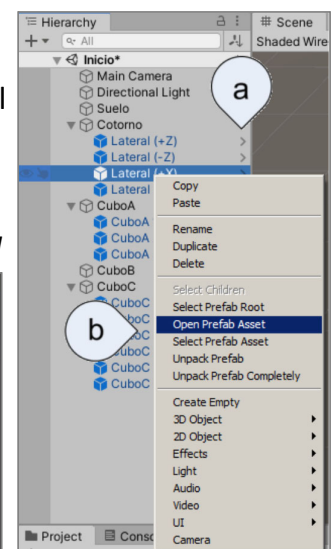 Hierarchy
# Scene
All
Shaded Wire
Inicio*
Main Camera
Directional Light
Suelo
Cotorno
Lateral (+Z)
Lateral (-Z)
Lateral (+X)
Lateral
CuboA
CuboA
CuboA
CuboA
CuboB
CuboC
CuboC
CuboC
CuboC
CuboC
CuboC
CuboC
a
b
Copy
Paste
Rename
Duplicate
Delete
Select Children
Select Prefab Root
Open Prefab Asset
Select Prefab Asset
Unpack Prefab
Unpack Prefab Completely
Create Empty
3D Object
2D Object
Effects
Light
Audio
Video
UI
Camera
Project
Conso